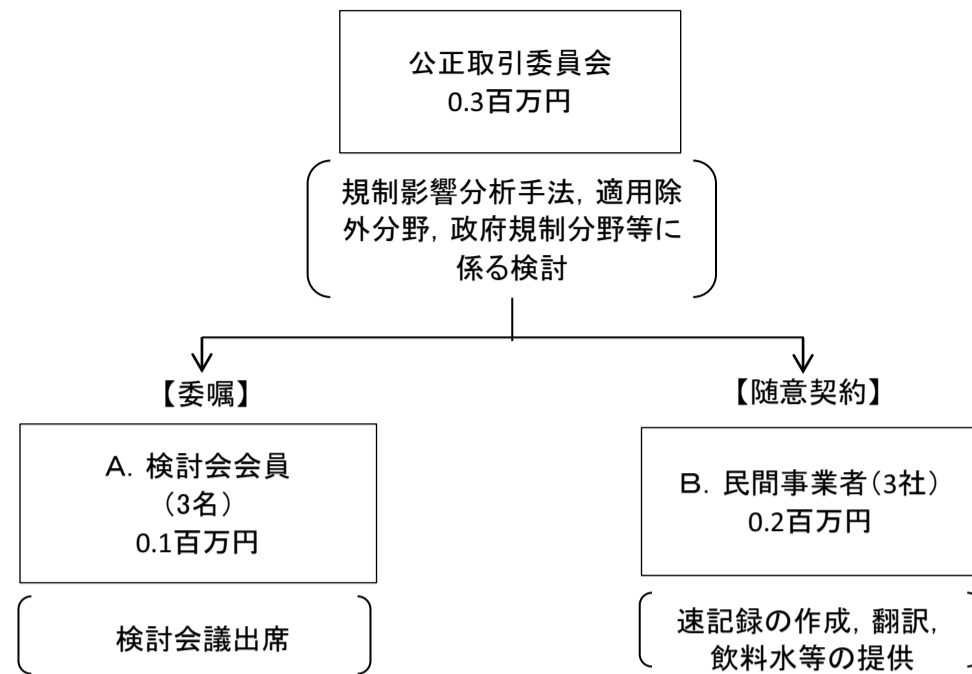 公正取引委員会
0.3百万円
規制影響分析手法, 適用除
外分野, 政府規制分野等に
係る検討
【委嘱】
A. 検討会会員
（3名）
0.1百万円
検討会議出席
【随意契約】
B. 民間事業者（3社）
0.2百万円
速記録の作成, 翻訳,
飲料水等の提供